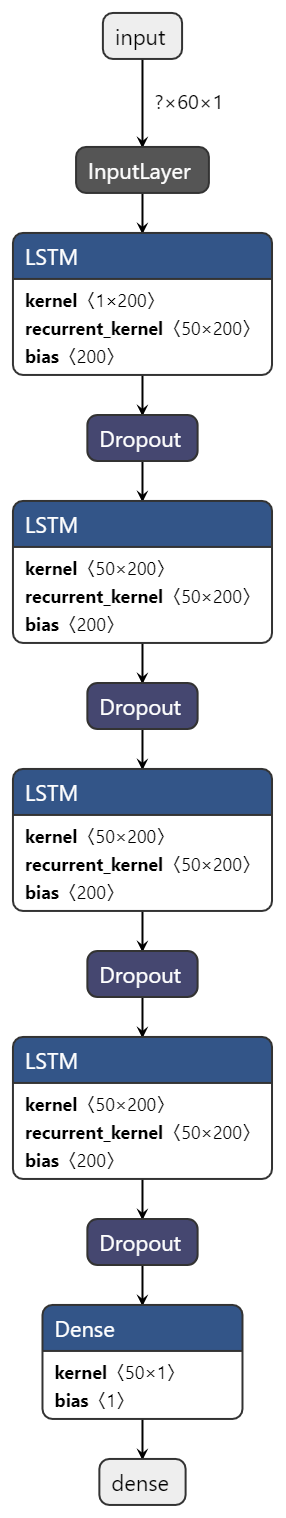 input
?×60×1
InputLayer
LSTM
kernel〈1×200〉
recurrent_kernel〈50×200〉
bias〈200〉
Dropout
LSTM
kernel〈50×200〉
recurrent_kernel〈50×200〉
bias〈200〉
Dropout
LSTM
kernel〈50×200〉
recurrent_kernel〈50×200〉
bias〈200〉
Dropout
LSTM
kernel〈50×200〉
recurrent_kernel〈50×200〉
bias〈200〉
Dropout
Dense
kernel〈50×1〉
bias〈1〉
dense